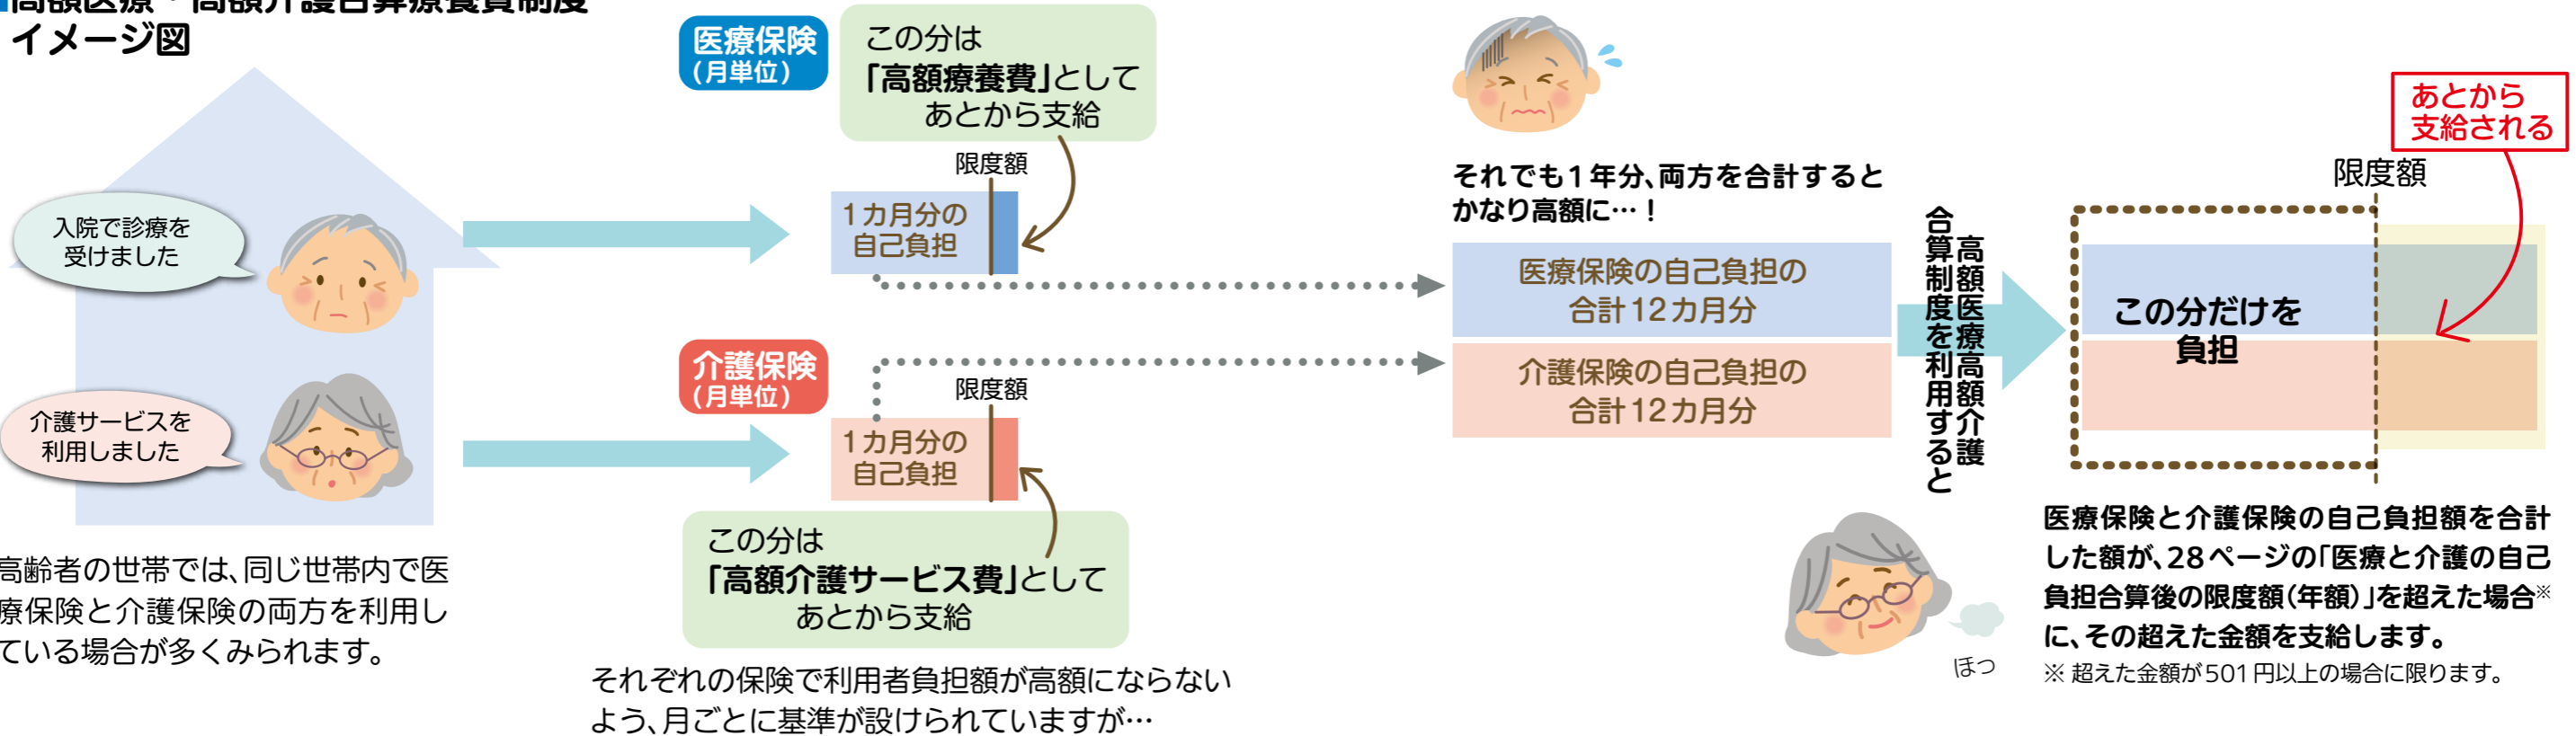 高額医療・高額介護合算療養費制度
イメージ図
入院で診療を
受けました
介護サービスを
利用しました
高齢者の世帯では、同じ世帯内で医
療保険と介護保険の両方を利用し
ている場合が多くみられます。
医療保険
(月単位)
この分は
「高額療養費」として
あとから支給
限度額
1カ月分の
自己負担
介護保険
(月単位)
限度額
1カ月分の
自己負担
この分は
「高額介護サービス費」として
あとから支給
それぞれの保険で利用者負担額が高額にならない
よう、月ごとに基準が設けられていますが…
それでも1年分、両方を合計すると
かなり高額に…！
医療保険の自己負担の
合計12カ月分
介護保険の自己負担の
合計12カ月分
高額医療高額介護
合算制度を利用すると
あとから
支給される
限度額
この分だけを
負担
ほっ
医療保険と介護保険の自己負担額を合計
した額が、28ページの「医療と介護の自己
負担合算後の限度額(年額)」を超えた場合※
に、その超えた金額を支給します。
※ 超えた金額が501円以上の場合に限ります。